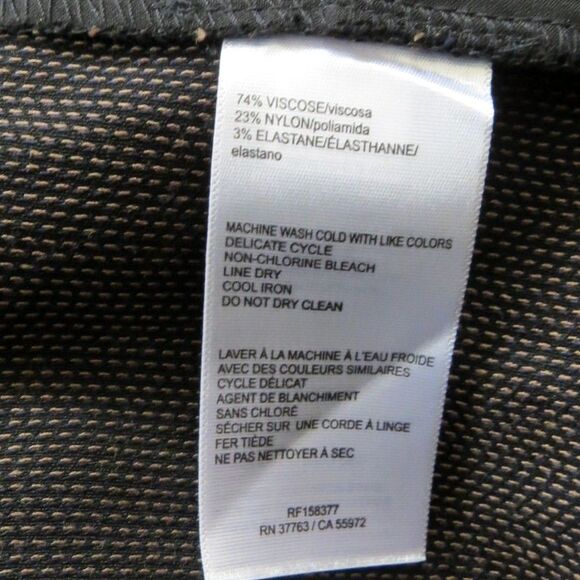 74% VISCOSE/viscosa
23% NYLON/poliamida
3% ELASTANE/ÉLASTHANNE/
elastano
MACHINE WASH COLD WITH LIKE COLORS
DELICATE CYCLE
NON-CHLORINE BLEACH
LINE DRY
COOL IRON
DO NOT DRY CLEAN
LAVER À LA MACHINE À L'EAU FROIDE
AVEC DES COULEURS SIMILAIRES
CYCLE DÉLICAT
AGENT DE BLANCHIMENT
SANS CHLORÉ
SÉCHER SUR UNE CORDE À LINGE
FER TIÈDE
NE PAS NETTOYER À SEC
RF158377
RN 37763 / CA 55972